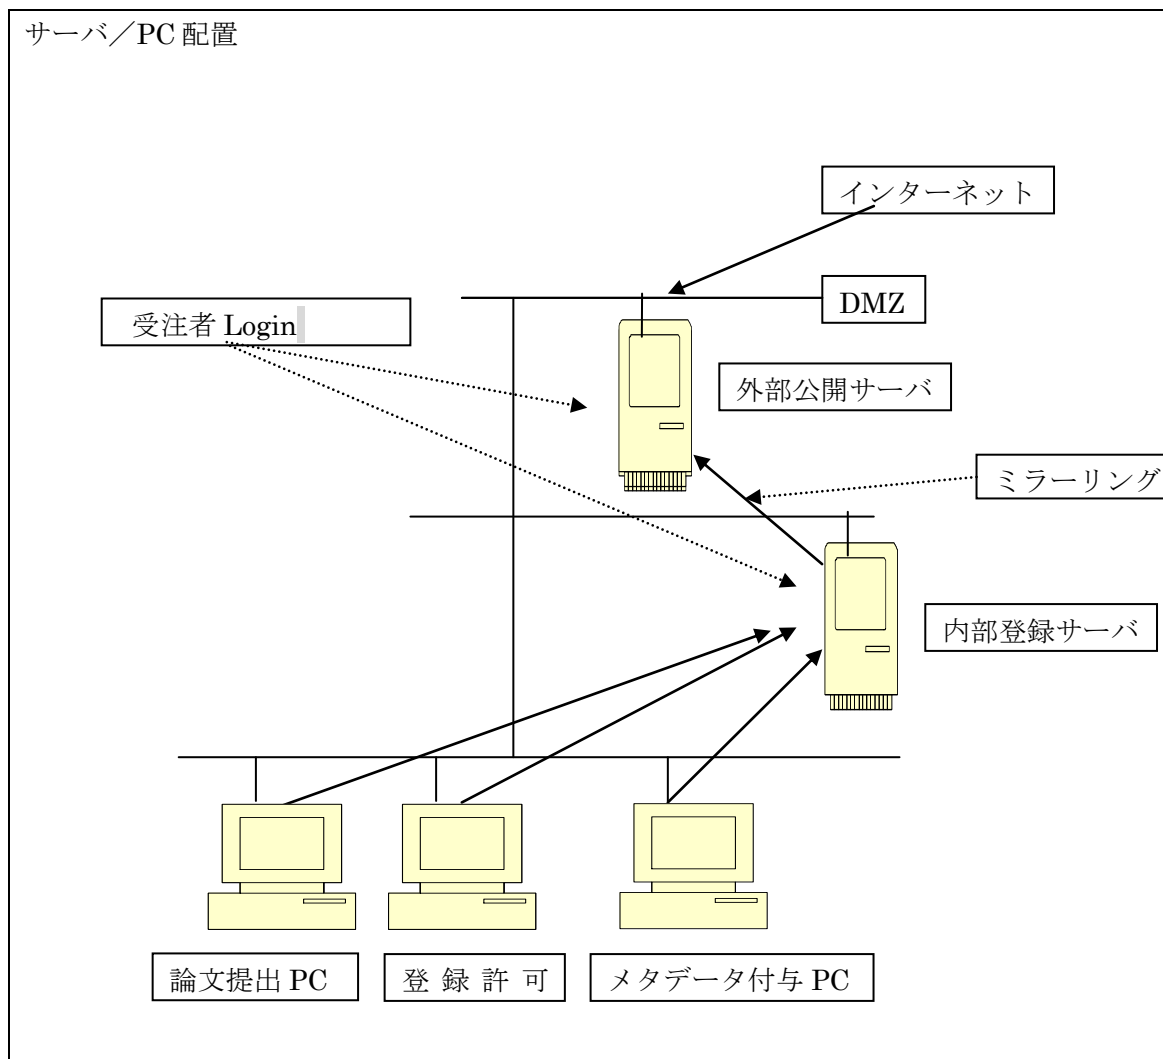 サーバ／PC 配置
インターネット
DMZ
受注者 Login
外部公開サーバ
ミラーリング
内部登録サーバ
論文提出 PC
登 録 許 可
メタデータ付与 PC